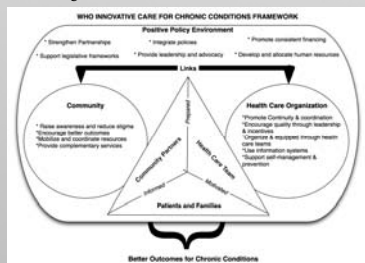 WHO INNOVATIVE CARE FOR CHRONIC CONDITIONS FRAMEWORK
Positive Policy Environment
* Strengthen Partnerships
* Integrate policies
* Promote consistent financing
* Support legislative frameworks
* Provide leadership and advocacy
* Develop and allocate human resources
Links
Community
* Raise awareness and reduce stigma
* Encourage better outcomes
* Mobilize and coordinate resources
* Provide complementary services
Prepared
Community Partners
Health Care Team
Informed
Motivated
Patients and Families
Health Care Organization
* Promote Continuity & coordination
* Encourage quality through leadership
& incentives
* Organize & equipped through health
care teams
* Use information systems
* Support self-management &
prevention
Better Outcomes for Chronic Conditions